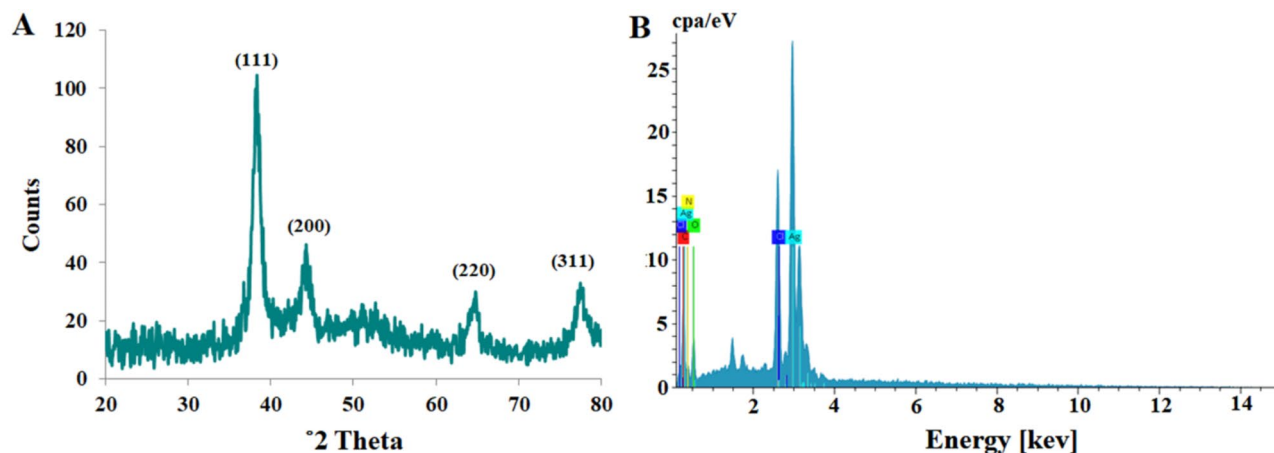 A
120
100
80
60
40
20
0
Counts
(111)
(200)
(220)
(311)
20 30 40 50 60 70 80
°2 Theta
B
cpa/eV
25
20
15
10
5
0
N
Ag
Cl O
C
Cl Ag
2 4 6 8 10 12 14
Energy [kev]